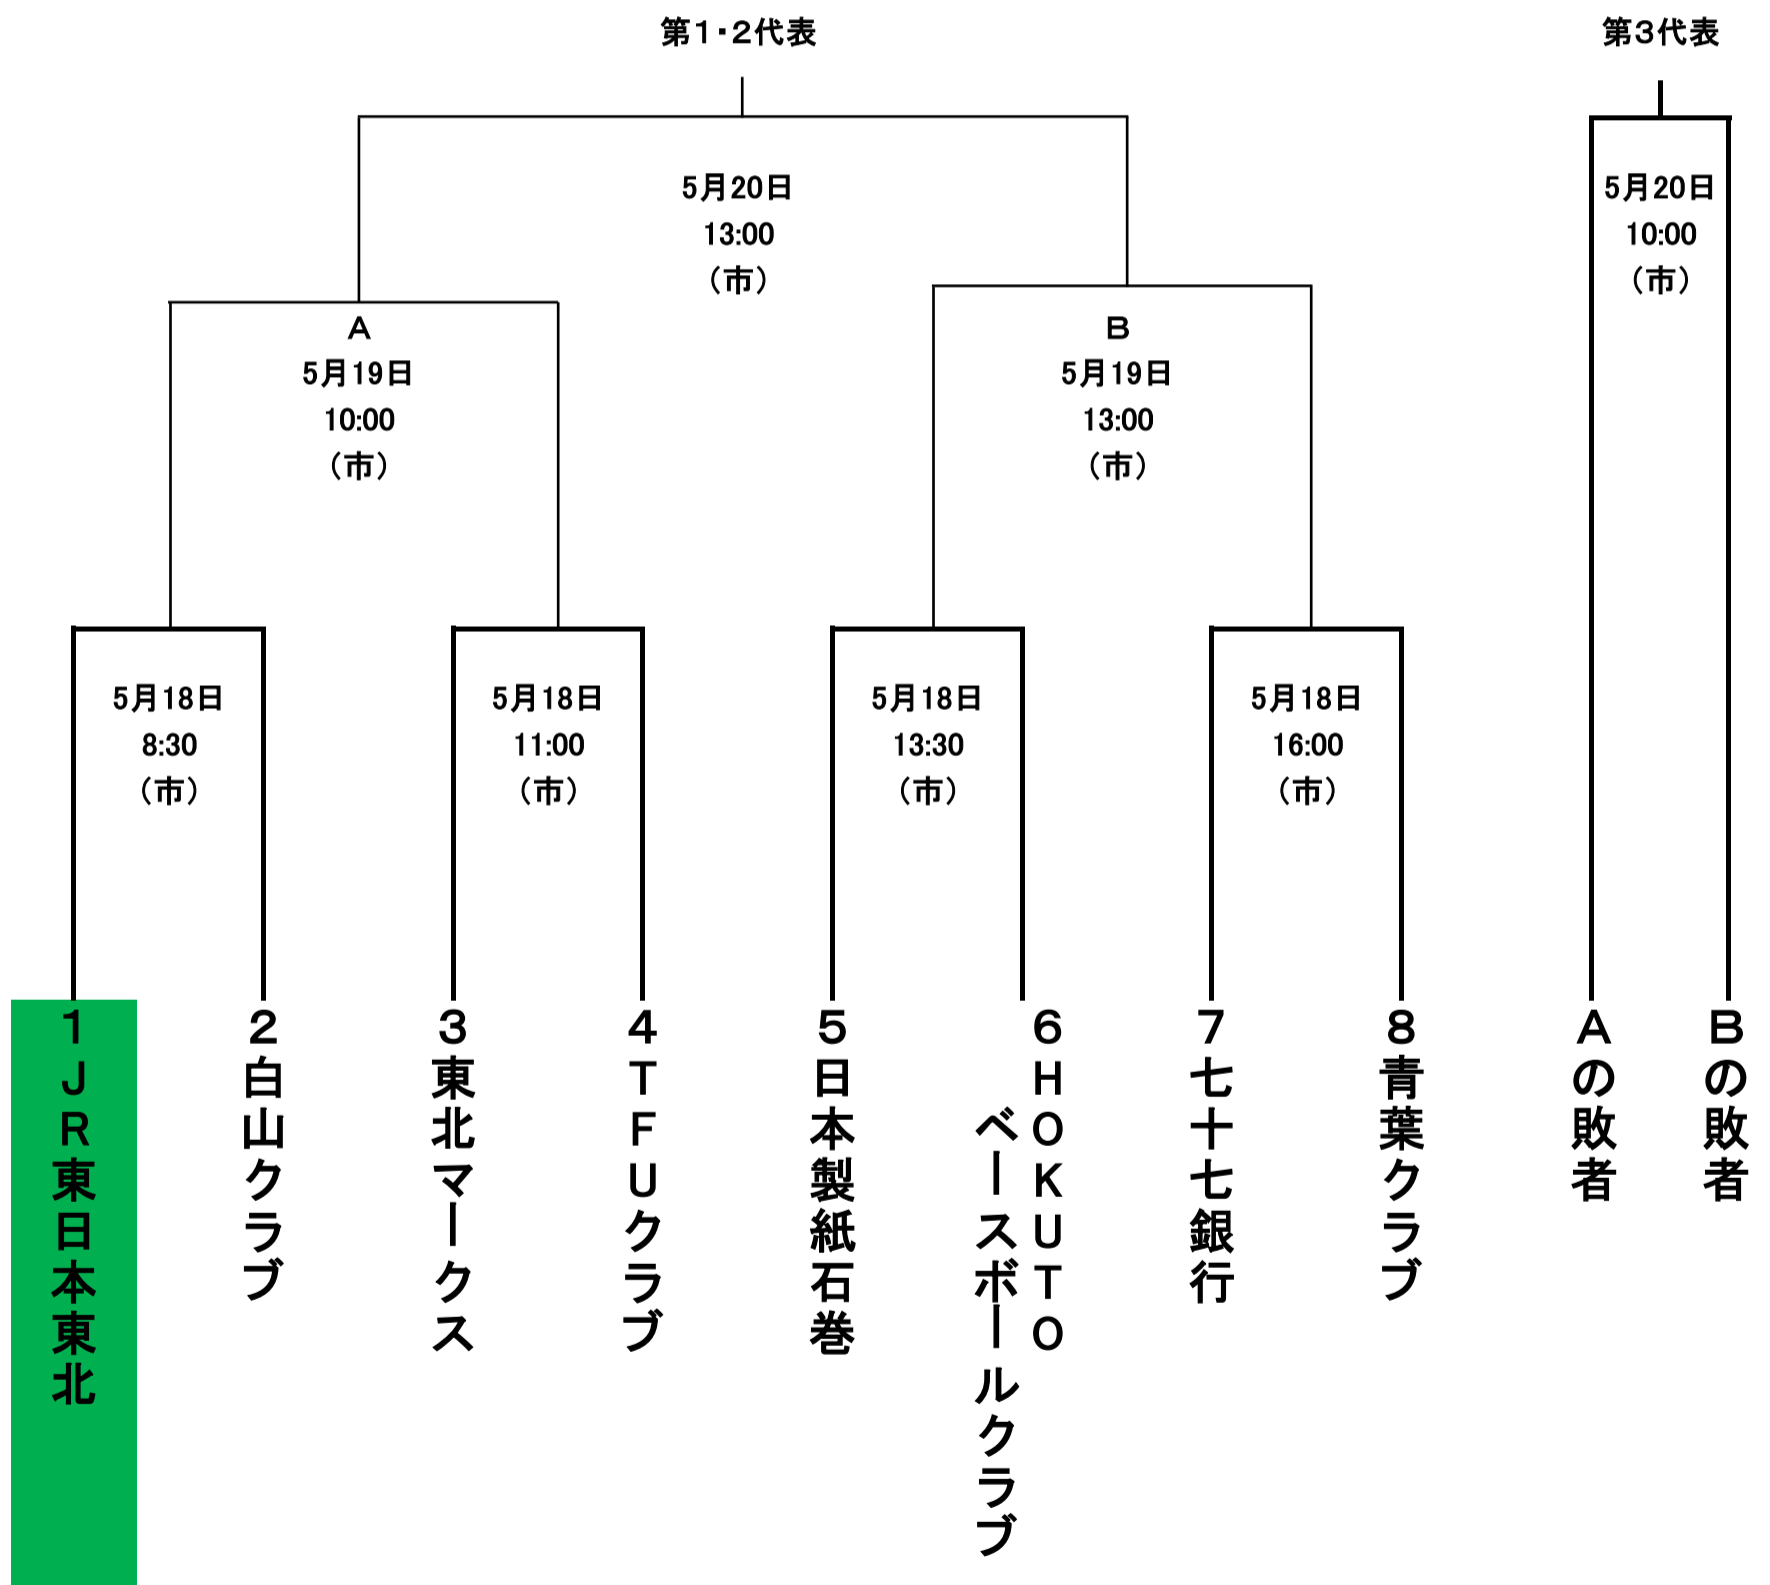 第1・2代表
第3代表
5月20日
13:00
（市）
5月20日
10:00
（市）
A
5月19日
10:00
（市）
B
5月19日
13:00
（市）
5月18日
8:30
（市）
5月18日
11:00
（市）
5月18日
13:30
（市）
5月18日
16:00
（市）
1JR東日本東北
2白山クラブ
3東北マークス
4TFUクラブ
5日本製紙石巻
6HOKUTO
ベースボールクラブ
7七十七銀行
8青葉クラブ
Aの敗者
Bの敗者